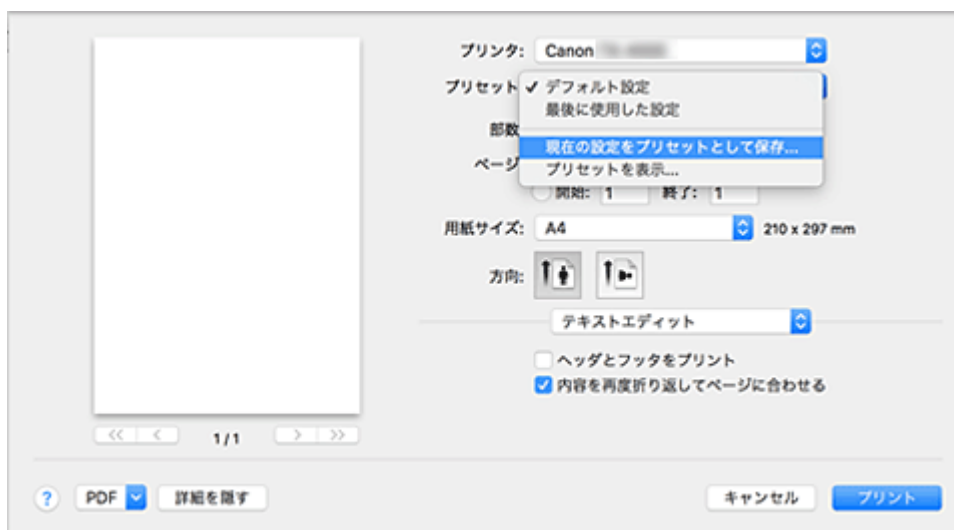 プリンタ: Canon
プリセット ✓ デフォルト設定
最後に使用した設定
部数
現在の設定をプリセットとして保存...
ページ
プリセットを表示...
開始: 1 終了: 1
用紙サイズ: A4 210 x 297 mm
方向:
テキストエディット
ヘッダとフッタをプリント
内容を再度折り返してページに合わせる
1 / 1
? PDF 詳細を隠す キャンセル プリント